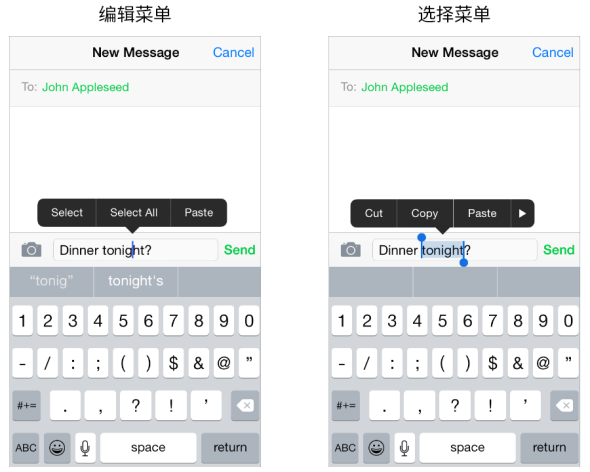 编辑菜单
New Message Cancel
To: John Appleseed
Select Select All Paste
Dinner tonight? Send
“tonig” tonight's
1 2 3 4 5 6 7 8 9 0
- / : ; ( ) $ & @ ”
#+= . , ? ! ’
ABC space return
选择菜单
New Message Cancel
To: John Appleseed
Cut Copy Paste ▶
Dinner tonight? Send
1 2 3 4 5 6 7 8 9 0
- / : ; ( ) $ & @ ”
#+= . , ? ! ’
ABC space return